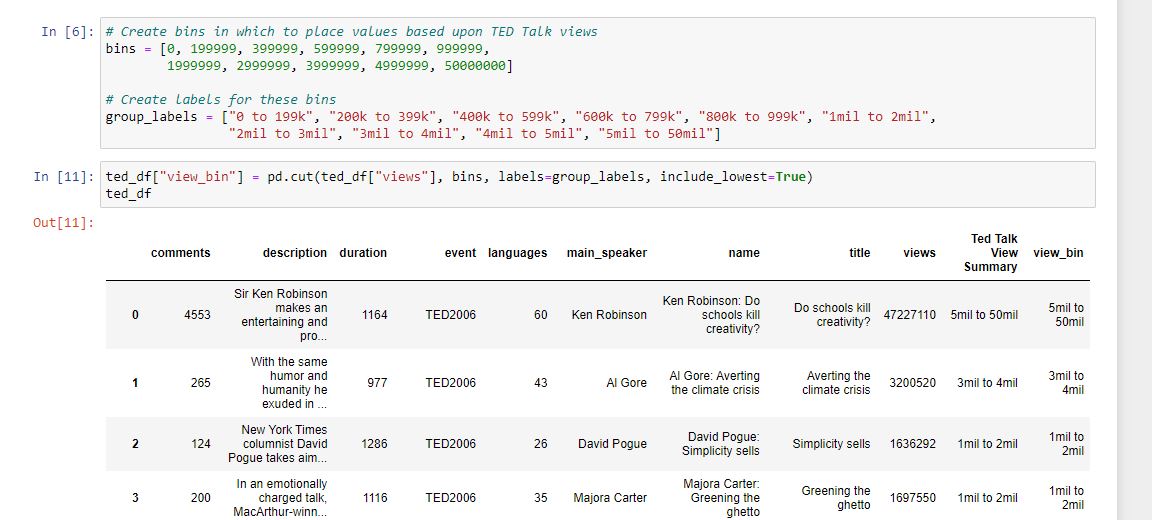 In [6]: # Create bins in which to place values based upon TED Talk views
bins = [0, 199999, 399999, 599999, 799999, 999999,
1999999, 2999999, 3999999, 4999999, 50000000]
# Create labels for these bins
group_labels = ["0 to 199k", "200k to 399k", "400k to 599k", "600k to 799k", "800k to 999k", "1mil to 2mil",
"2mil to 3mil", "3mil to 4mil", "4mil to 5mil", "5mil to 50mil"]
In [11]: ted_df["view_bin"] = pd.cut(ted_df["views"], bins, labels=group_labels, include_lowest=True)
ted_df
Out[11]:
comments description duration event languages main_speaker name title views Ted Talk View Summary view_bin
0 4553 Sir Ken Robinson makes an entertaining and pro... 1164 TED2006 60 Ken Robinson Ken Robinson: Do schools kill creativity? Do schools kill creativity? 47227110 5mil to 50mil 5mil to 50mil
1 265 With the same humor and humanity he exuded in ... 977 TED2006 43 Al Gore Al Gore: Averting the climate crisis Averting the climate crisis 3200520 3mil to 4mil 3mil to 4mil
2 124 New York Times columnist David Pogue takes aim... 1286 TED2006 26 David Pogue David Pogue: Simplicity sells Simplicity sells 1636292 1mil to 2mil 1mil to 2mil
3 200 In an emotionally charged talk, MacArthur-winn... 1116 TED2006 35 Majora Carter Majora Carter: Greening the ghetto Greening the ghetto 1697550 1mil to 2mil 1mil to 2mil